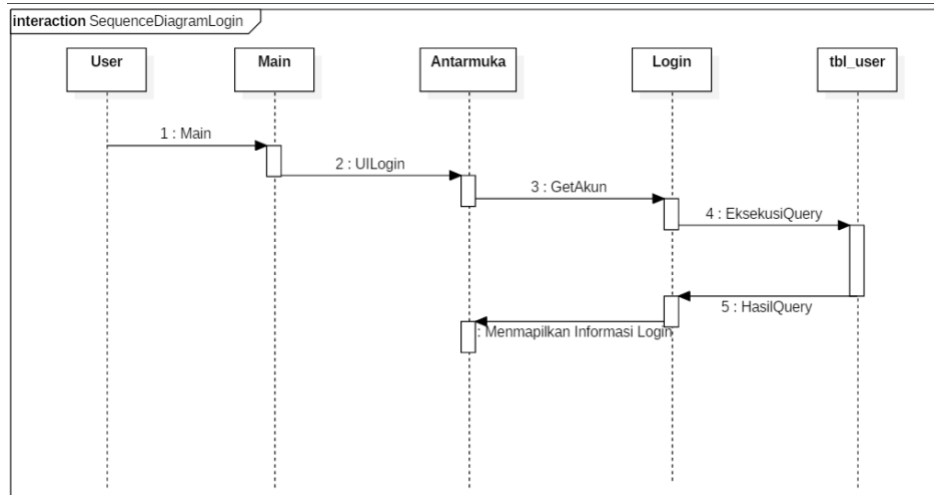 interaction SequenceDiagramLogin
User
Main
Antarmuka
Login
tbl_user
1 : Main
2 : UILogin
3 : GetAkun
4 : EksekusiQuery
5 : HasilQuery
: Menmapilkan Informasi Login